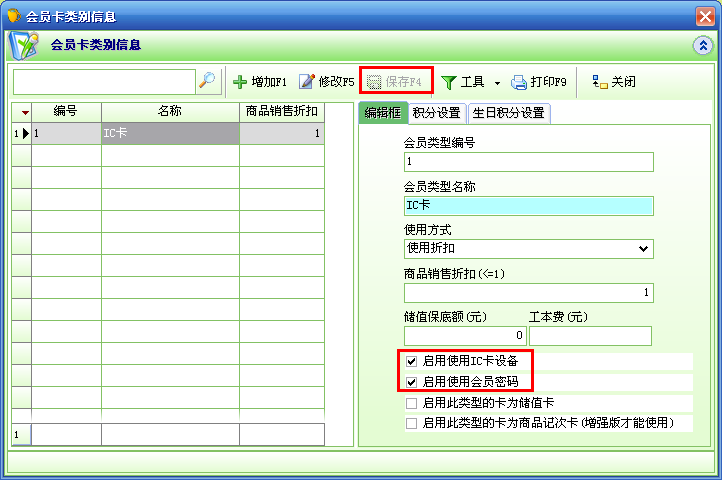 会员卡类别信息
会员卡类别信息
增加F1 修改F5 保存F4 工具 打印F9 关闭
编号 名称 商品销售折扣
1 1 IC卡 1
1
编辑框 积分设置 生日积分设置
会员类型编号
1
会员类型名称
IC卡
使用方式
使用折扣
商品销售折扣(<=1)
1
储值保底额(元) 工本费(元)
0
启用使用IC卡设备
启用使用会员密码
启用此类型的卡为储值卡
启用此类型的卡为商品记次卡(增强版才能使用)